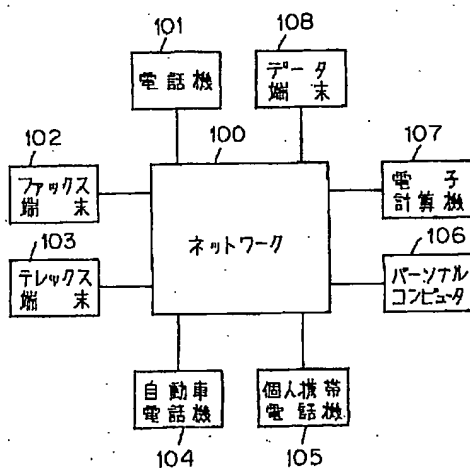 101
電話機
108
データ
端末
102
ファックス
端末
100
ネットワーク
107
電子
計算機
103
テレックス
端末
106
パーソナル
コンピュータ
自動車
電話機
104
個人携帯
電話機
105